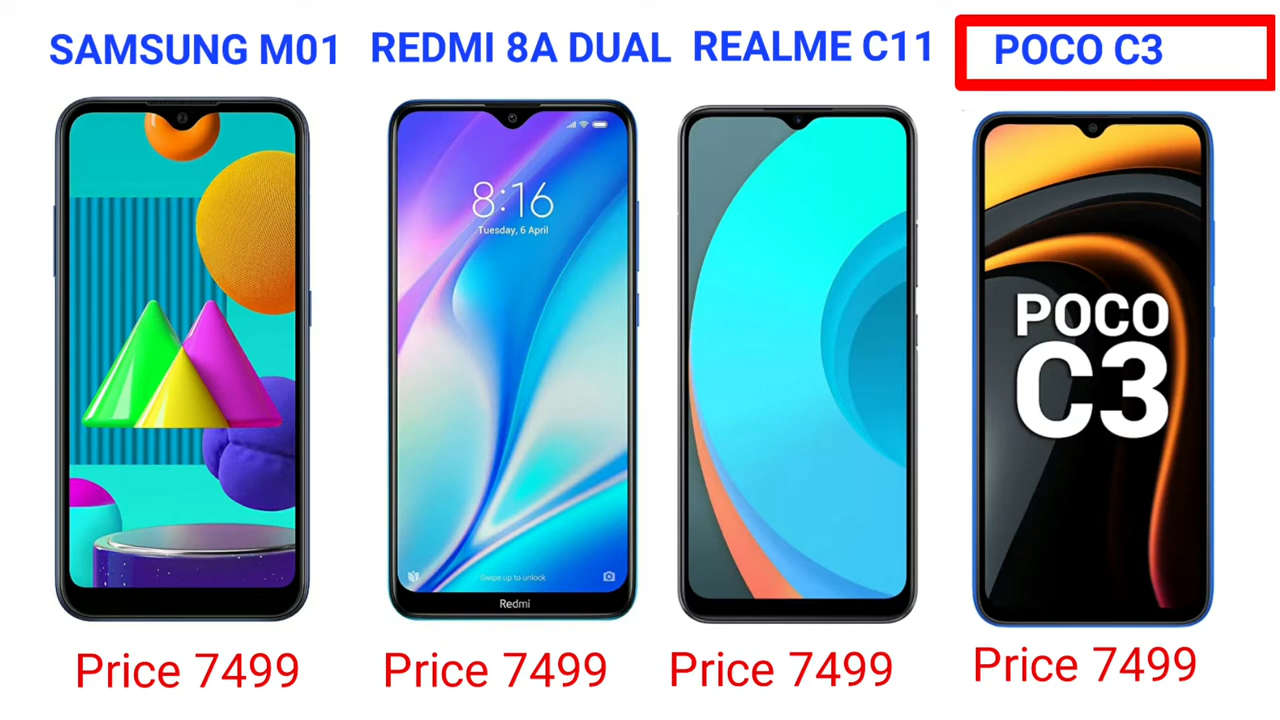 SAMSUNG M01 REDMI 8A DUAL REALME C11 POCO C3
8:16
Tuesday, 6 April
POCO
C3
Swipe up to unlock
Redmi
Price 7499 Price 7499 Price 7499 Price 7499